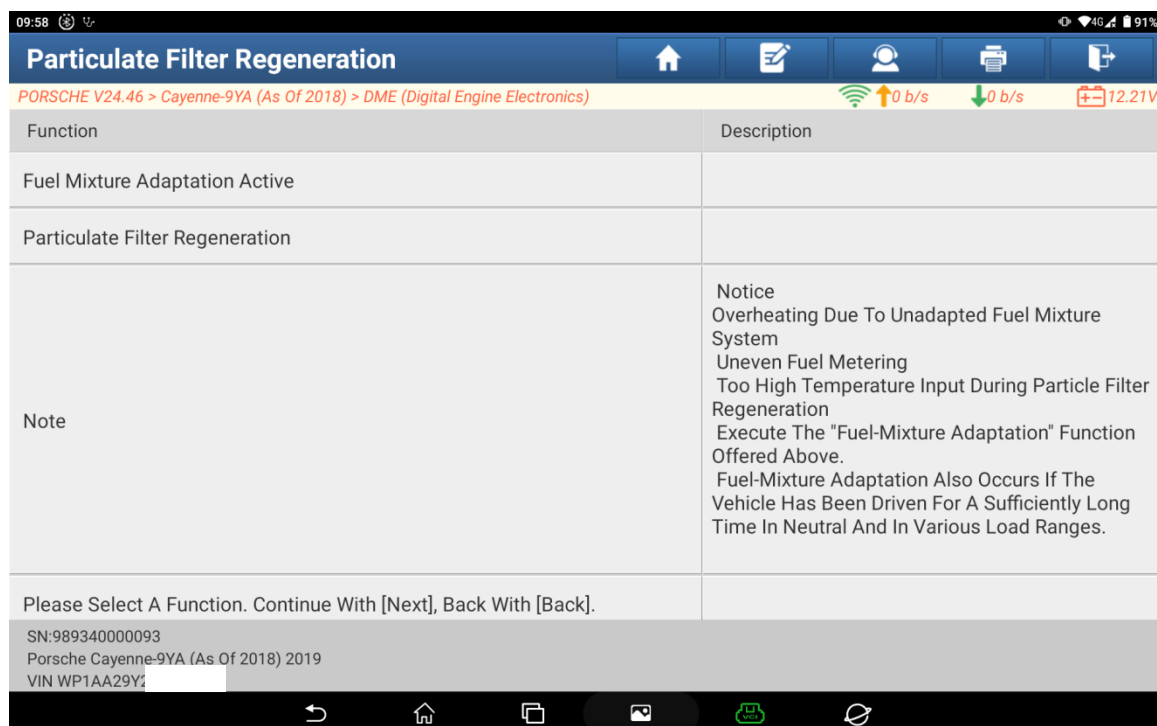 09:58
4G 91%
Particulate Filter Regeneration
PORSCHE V24.46 > Cayenne-9YA (As Of 2018) > DME (Digital Engine Electronics)
0 b/s
0 b/s
12.21V
Function
Description
Fuel Mixture Adaptation Active
Particulate Filter Regeneration
Note
Notice
Overheating Due To Unadapted Fuel Mixture
System
Uneven Fuel Metering
Too High Temperature Input During Particle Filter
Regeneration
Execute The "Fuel-Mixture Adaptation" Function
Offered Above.
Fuel-Mixture Adaptation Also Occurs If The
Vehicle Has Been Driven For A Sufficiently Long
Time In Neutral And In Various Load Ranges.
Please Select A Function. Continue With [Next], Back With [Back].
SN:989340000093
Porsche Cayenne-9YA (As Of 2018) 2019
VIN WP1AA29Y
VCI